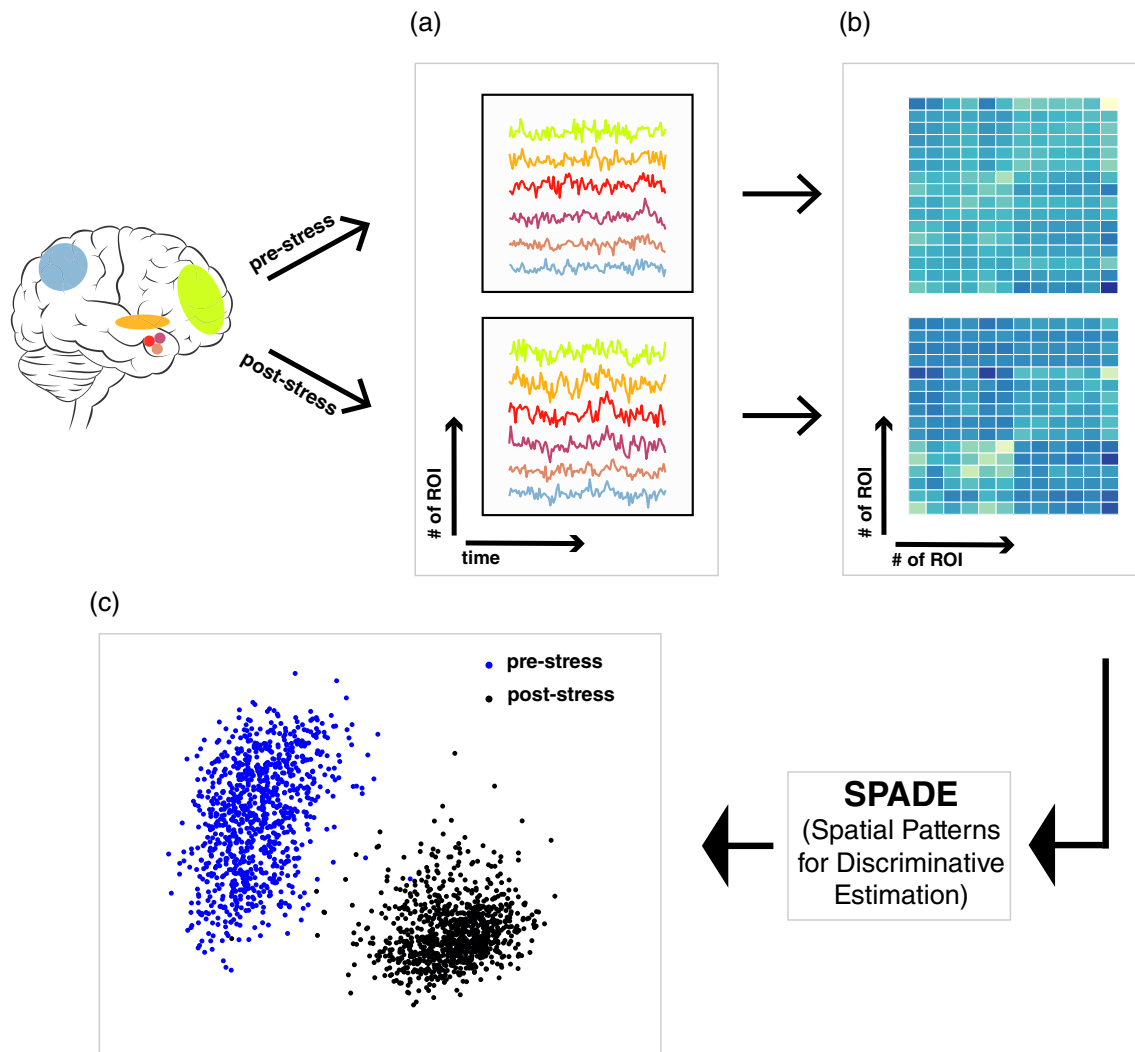 (a)
(b)
pre-stress
post-stress
# of ROI
time
# of ROI
# of ROI
(c)
pre-stress
post-stress
SPADE
(Spatial Patterns
for Discriminative
Estimation)